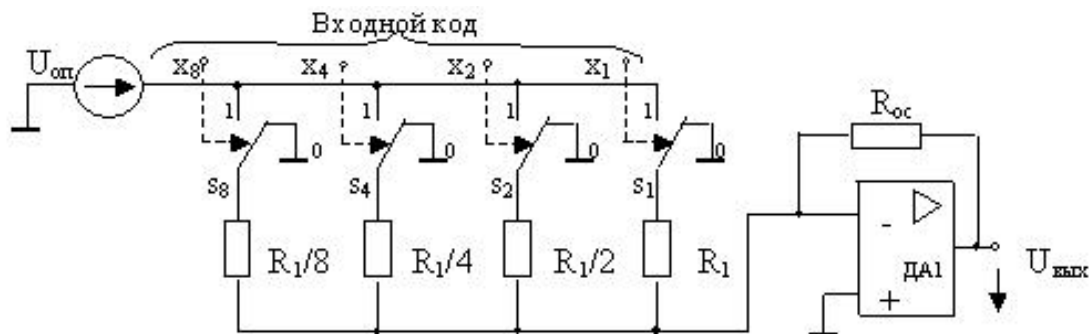 Входной код
Uоп
x8 x4 x2 x1
1 1 1 1
Rос
0 0 0 0
s8 s4 s2 s1
-
R1/8 R1/4 R1/2 R1
ДА1
Uвых
+